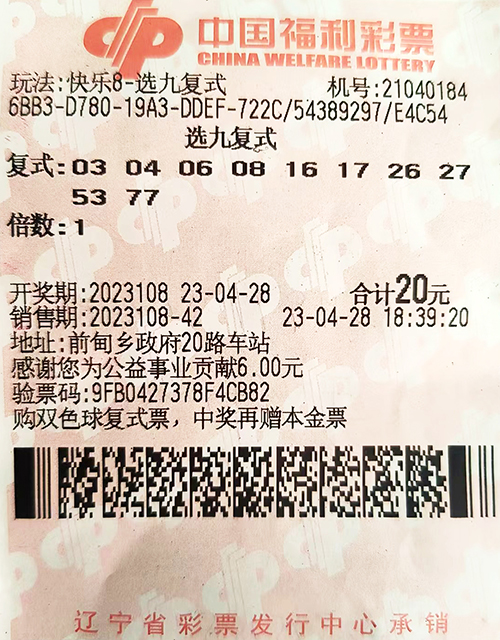 中国福利彩票
CHINA WELFARE LOTTERY
玩法:快乐8-选九复式 机号:21040184
6BB3-D780-19A3-DDEF-722C/54389297/E4C54
选九复式
复式:03 04 06 08 16 17 26 27
53 77
倍数:1
开奖期:2023108 23-04-28 合计20元
销售期:2023108-42 23-04-28 18:39:20
地址:前甸乡政府20路车站
感谢您为公益事业贡献6.00元
验票码:9FB0427378F4CB82
购双色球复式票，中奖再赠本金票
辽宁省彩票发行中心承销